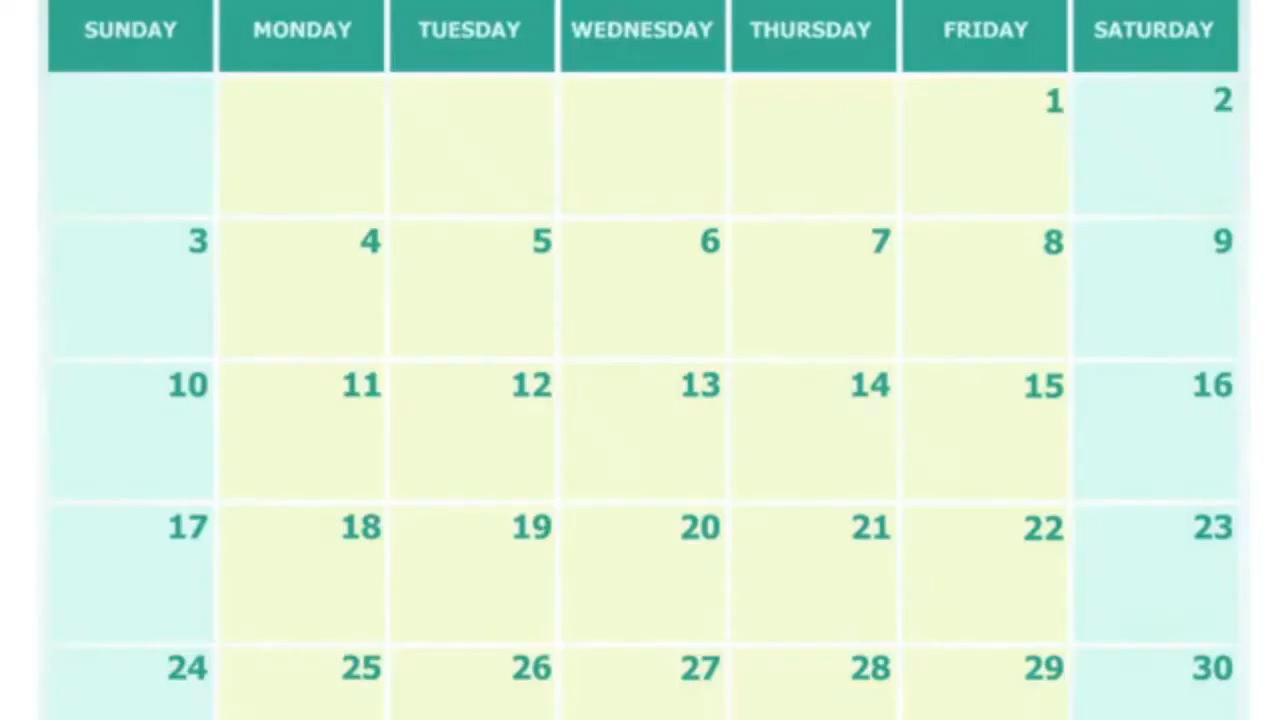 SUNDAY MONDAY TUESDAY WEDNESDAY THURSDAY FRIDAY SATURDAY
1 2
3 4 5 6 7 8 9
10 11 12 13 14 15 16
17 18 19 20 21 22 23
24 25 26 27 28 29 30